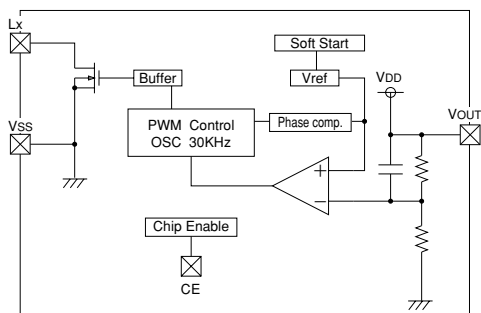 Lx
Soft Start
Buffer
Vref
VDD
VSS
PWM Control
OSC 30KHz
Phase comp.
VOUT
+
−
Chip Enable
CE